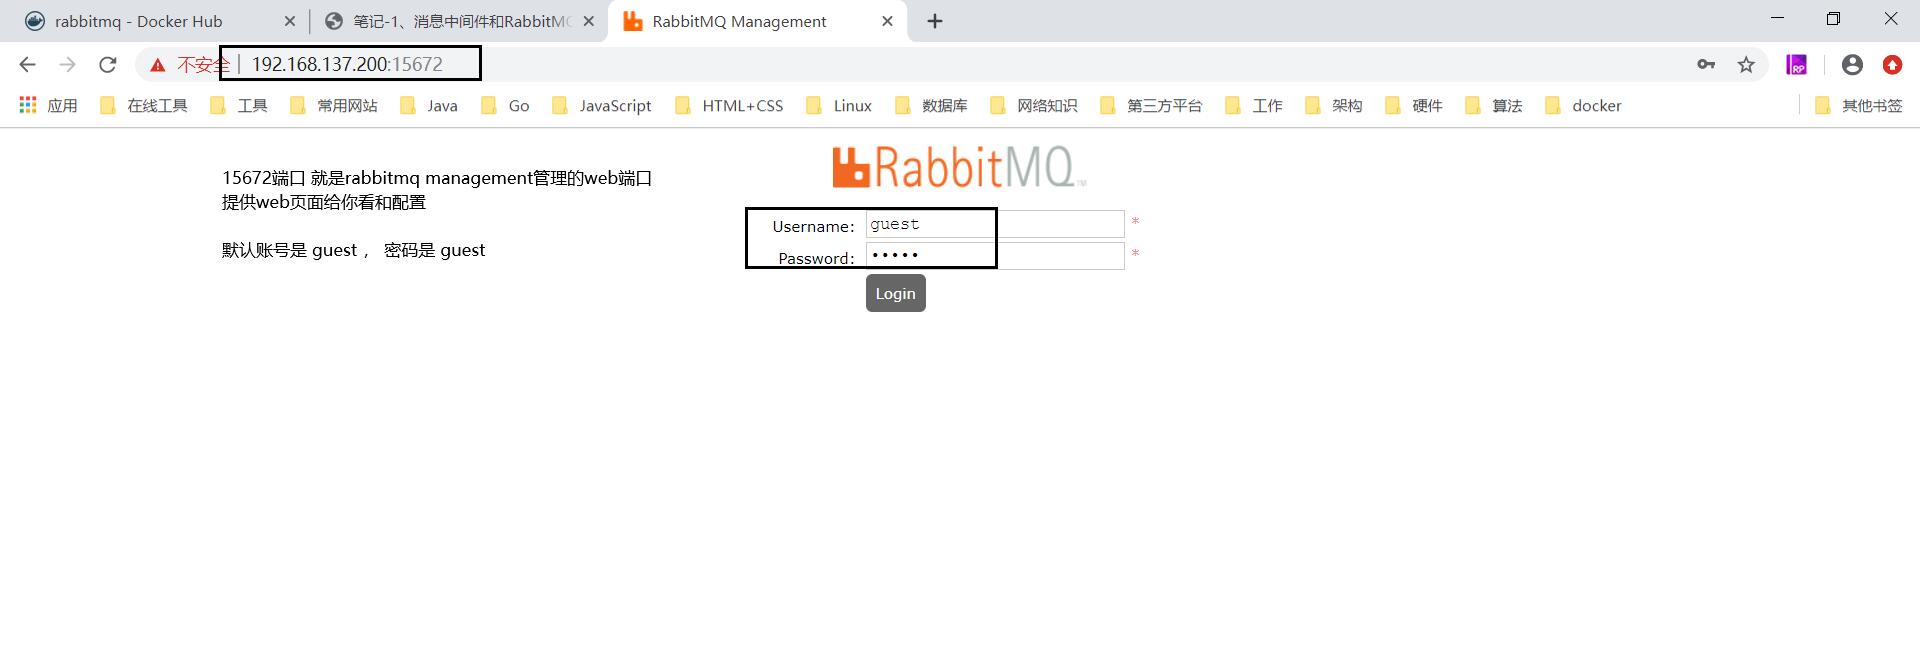 rabbitmq - Docker Hub
笔记-1、消息中间件和RabbitM
RabbitMQ Management
不安全 192.168.137.200:15672
应用 在线工具 工具 常用网站 Java Go JavaScript HTML+CSS Linux 数据库 网络知识 第三方平台 工作 架构 硬件 算法 docker 其他书签
RabbitMQ TM
15672端口 就是rabbitmq management管理的web端口
提供web页面给你看和配置
默认账号是 guest ， 密码是 guest
Username: guest *
Password: ••••• *
Login
RP